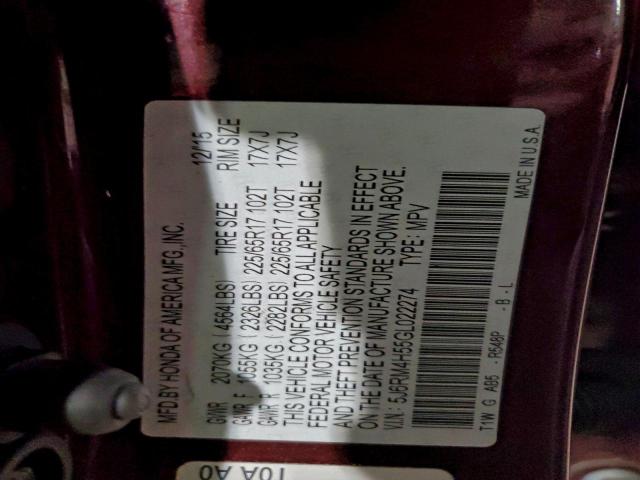 MFD.BY HONDA OF AMERICA MFG.,INC. 12/15
GVWR 2070KG ( 4564LBS) TIRE SIZE RIM SIZE
GAWR F 1055KG ( 2326LBS) 225/65R17 102T 17X7J
GAWR R 1035KG ( 2282LBS) 225/65R17 102T 17X7J
THIS VEHICLE CONFORMS TO ALL APPLICABLE
FEDERAL MOTOR VEHICLE SAFETY
AND THEFT PREVENTION STANDARDS IN EFFECT
ON THE DATE OF MANUFACTURE SHOWN ABOVE.
V.I.N.: 5J6RM4H55GL022274 TYPE: MPV
T1W G AB5 -R548P -B -L
MADE IN U.S.A
T0A A0